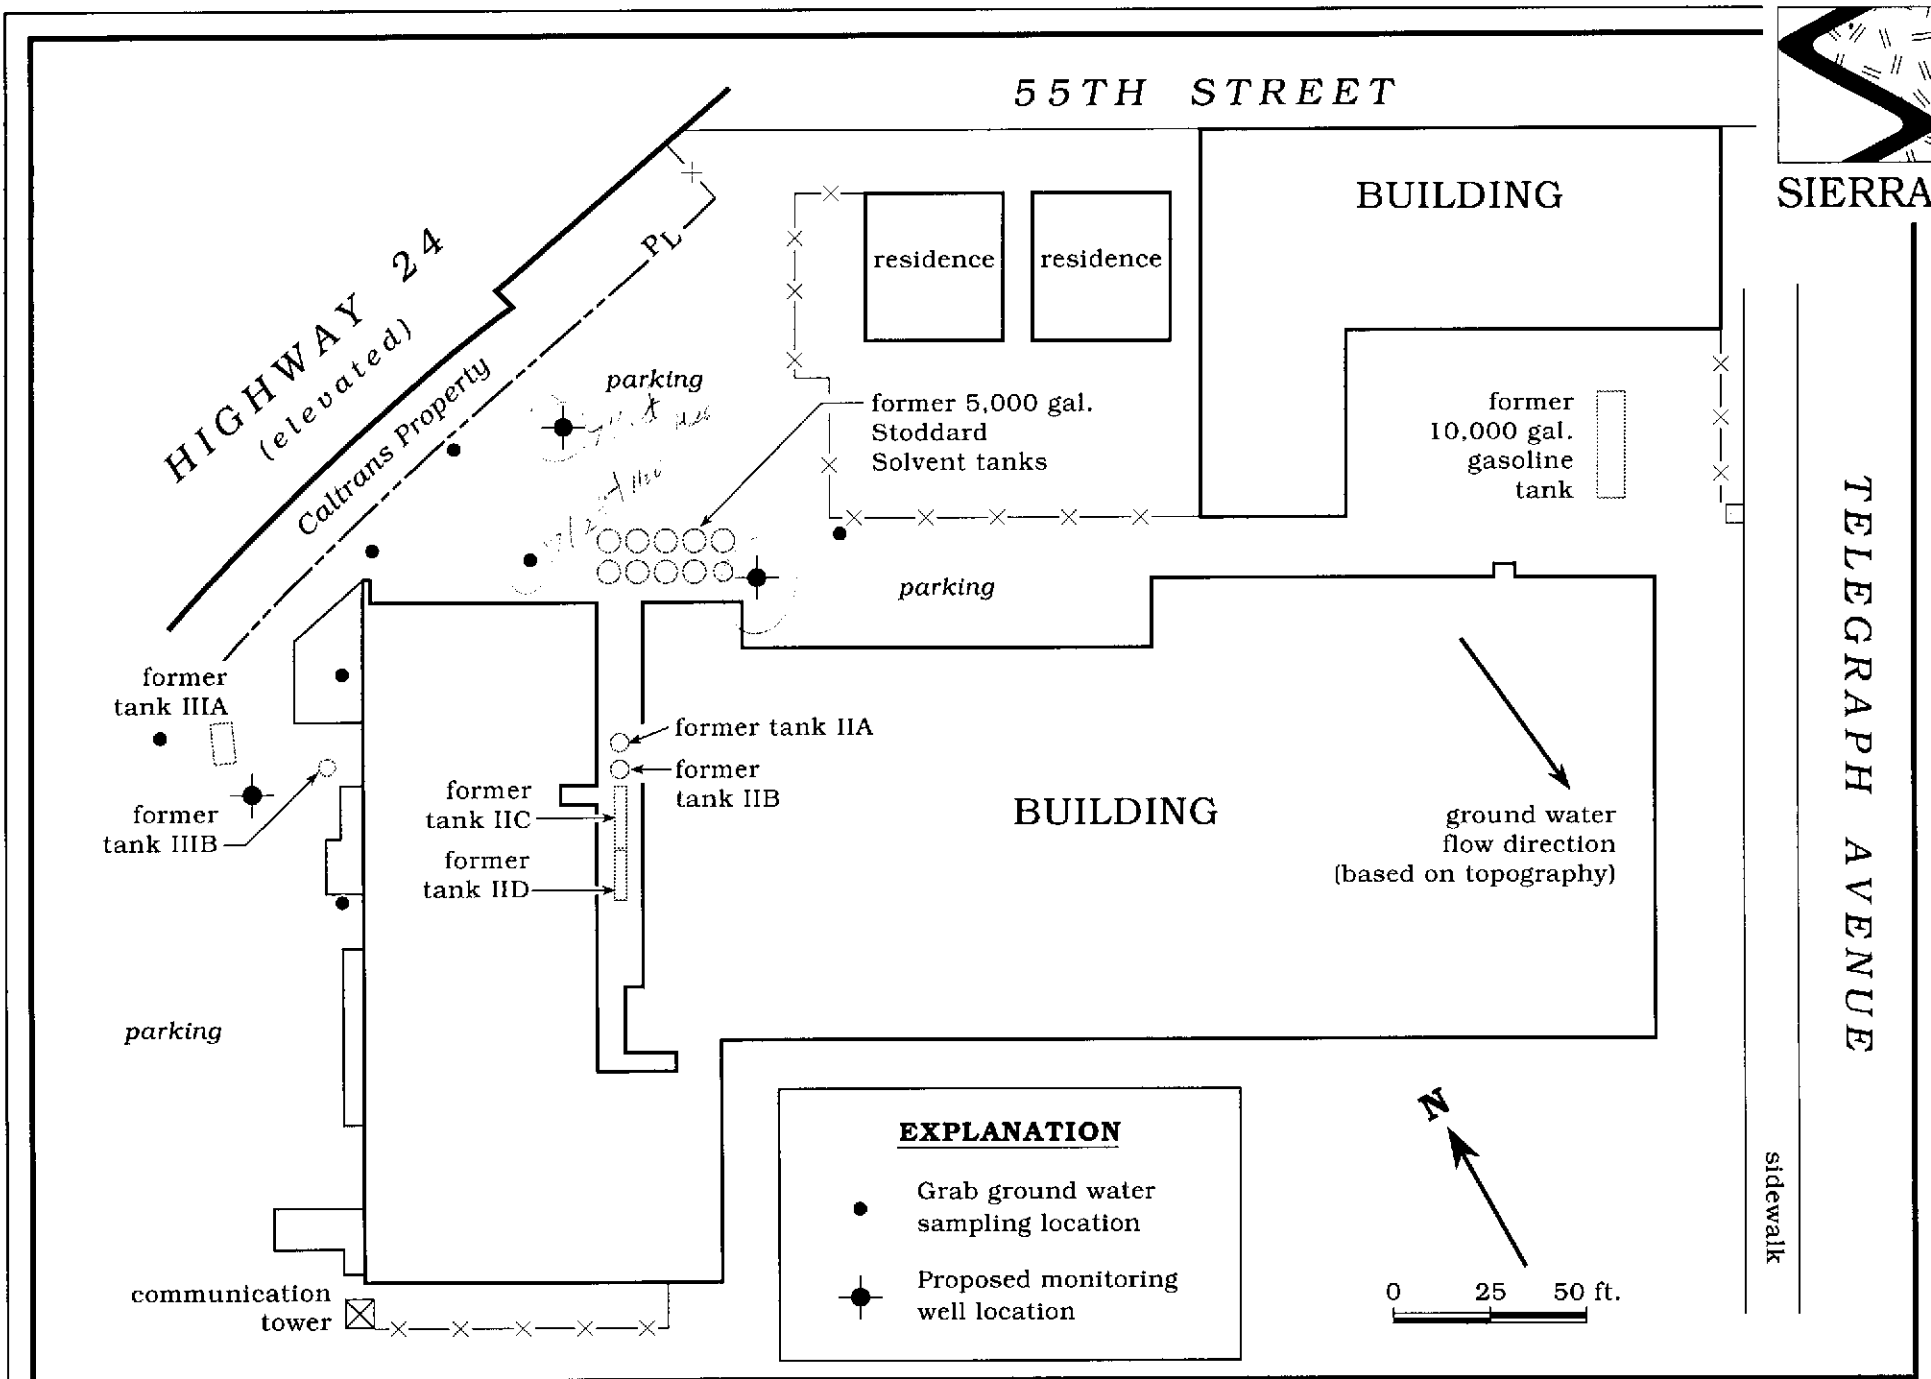 55TH STREET
SIERRA
BUILDING
PL
residence
residence
HIGHWAY 24
(elevated)
Caltrans Property
parking
former 5,000 gal.
Stoddard
Solvent tanks
former
10,000 gal.
gasoline
tank
TELEGRAPH AVENUE
parking
former
tank IIIA
former tank IIA
former
tank IIB
former
tank IIC
former
tank IID
former
tank IIIB
BUILDING
ground water
flow direction
(based on topography)
parking
N
EXPLANATION
Grab ground water
sampling location
Proposed monitoring
well location
communication
tower
0 25 50 ft.
sidewalk